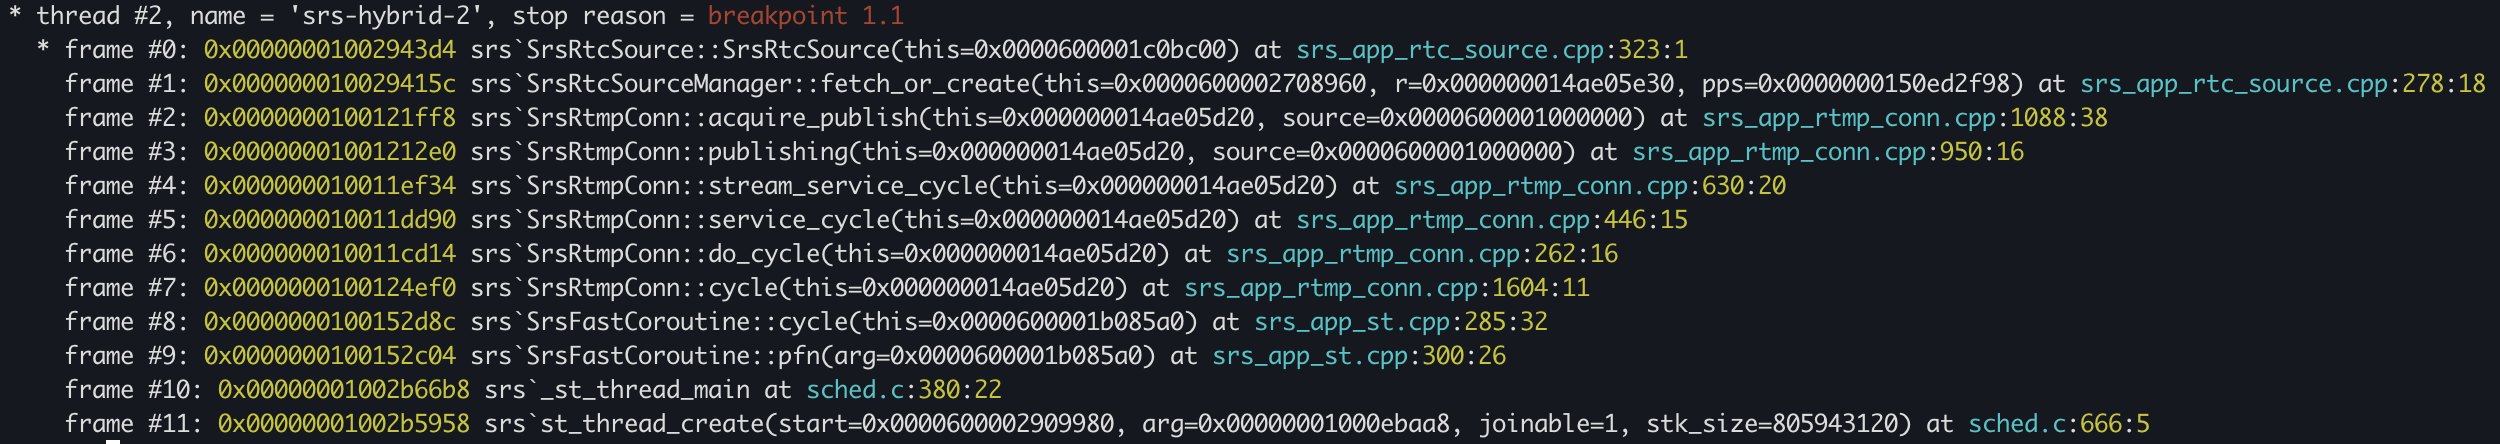 * thread #2, name = 'srs-hybrid-2', stop reason = breakpoint 1.1
  * frame #0: 0x00000001002943d4 srs`SrsRtcSource::SrsRtcSource(this=0x0000600001c0bc00) at srs_app_rtc_source.cpp:323:1
    frame #1: 0x000000010029415c srs`SrsRtcSourceManager::fetch_or_create(this=0x0000600002708960, r=0x000000014ae05e30, pps=0x0000000150ed2f98) at srs_app_rtc_source.cpp:278:18
    frame #2: 0x0000000100121ff8 srs`SrsRtmpConn::acquire_publish(this=0x000000014ae05d20, source=0x0000600001000000) at srs_app_rtmp_conn.cpp:1088:38
    frame #3: 0x00000001001212e0 srs`SrsRtmpConn::publishing(this=0x000000014ae05d20, source=0x0000600001000000) at srs_app_rtmp_conn.cpp:950:16
    frame #4: 0x000000010011ef34 srs`SrsRtmpConn::stream_service_cycle(this=0x000000014ae05d20) at srs_app_rtmp_conn.cpp:630:20
    frame #5: 0x000000010011dd90 srs`SrsRtmpConn::service_cycle(this=0x000000014ae05d20) at srs_app_rtmp_conn.cpp:446:15
    frame #6: 0x000000010011cd14 srs`SrsRtmpConn::do_cycle(this=0x000000014ae05d20) at srs_app_rtmp_conn.cpp:262:16
    frame #7: 0x0000000100124ef0 srs`SrsRtmpConn::cycle(this=0x000000014ae05d20) at srs_app_rtmp_conn.cpp:1604:11
    frame #8: 0x0000000100152d8c srs`SrsFastCoroutine::cycle(this=0x0000600001b085a0) at srs_app_st.cpp:285:32
    frame #9: 0x0000000100152c04 srs`SrsFastCoroutine::pfn(arg=0x0000600001b085a0) at srs_app_st.cpp:300:26
    frame #10: 0x00000001002b66b8 srs`_st_thread_main at sched.c:380:22
    frame #11: 0x00000001002b5958 srs`st_thread_create(start=0x0000600002909980, arg=0x00000001000ebaa8, joinable=1, stk_size=805943120) at sched.c:666:5